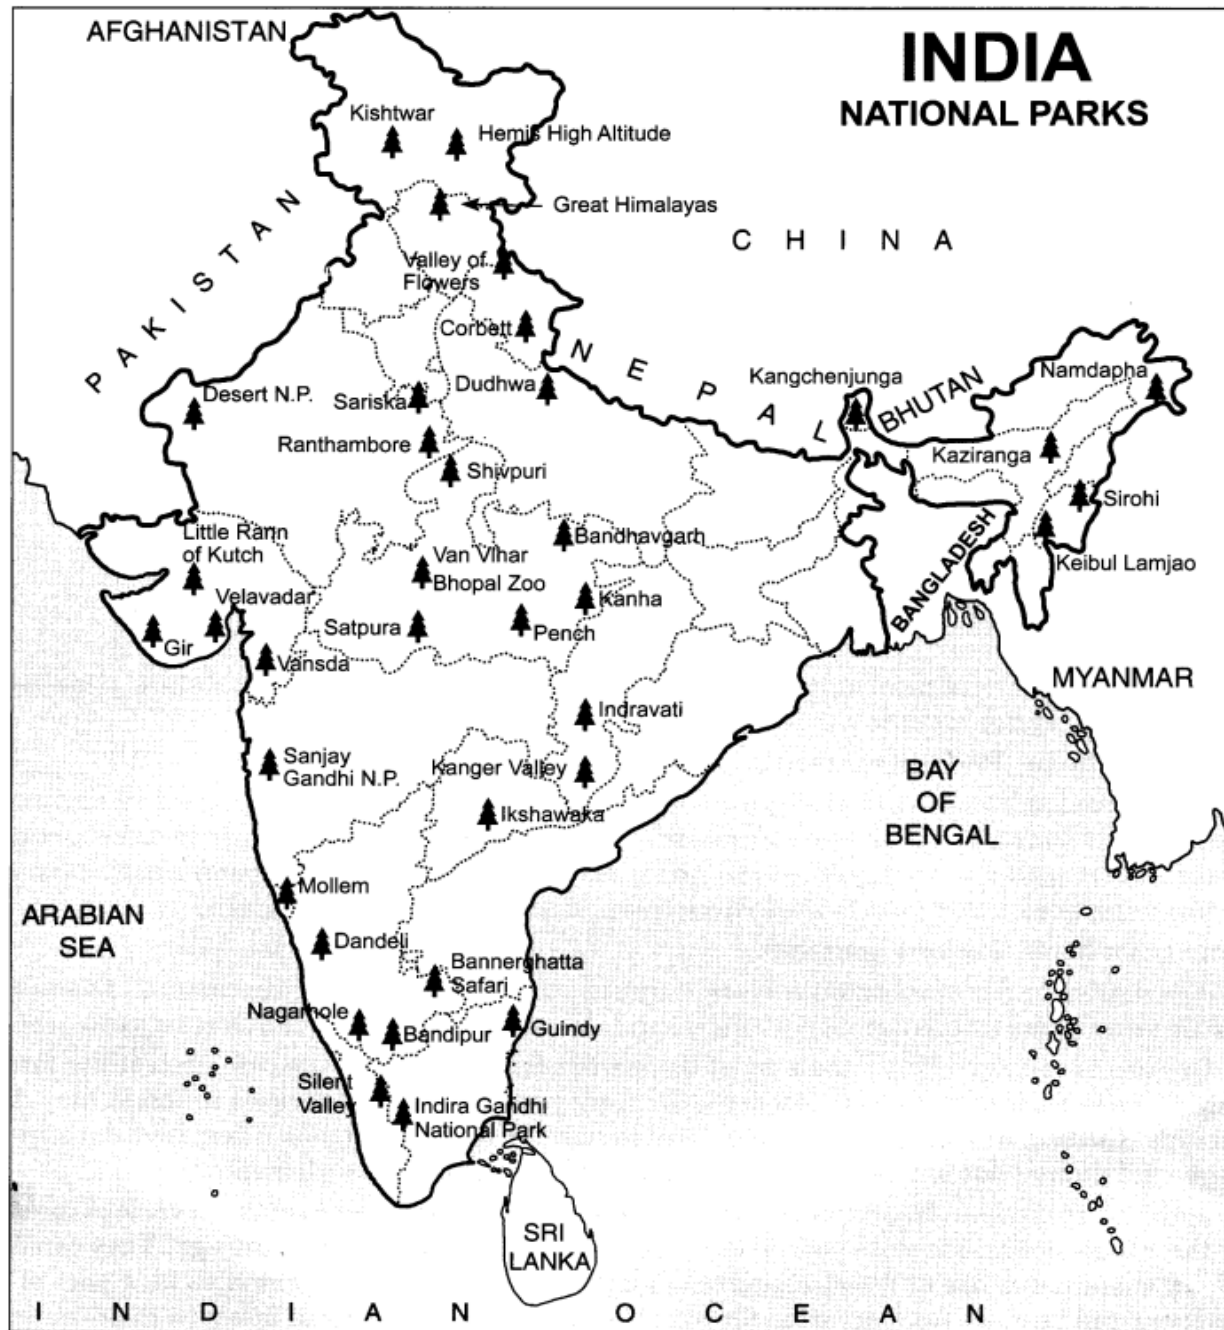 AFGHANISTAN
INDIA
NATIONAL PARKS
Kishtwar
Hemis High Altitude
Great Himalayas
PAKISTAN
CHINA
Valley of
Flowers
Corbett
NEPAL
Dudhwa
Kangchenjunga
BHUTAN
Namdapha
Desert N.P.
Sariska
Ranthambore
Kaziranga
Shivpuri
Sirohi
Little Rann
of Kutch
Van Vihar
Bhopal Zoo
Bandhavgarh
BANGLADESH
Keibul Lamjao
Velavadar
Kanha
Satpura
Pench
Gir
Vansda
MYANMAR
Indravati
Sanjay
Gandhi N.P.
Kanger Valley
BAY
OF
BENGAL
Ikshawaka
Mollem
ARABIAN
SEA
Dandeli
Bannerghatta
Safari
Nagarhole
Bandipur
Guindy
Silent
Valley
Indira Gandhi
National Park
SRI
LANKA
INDIAN OCEAN